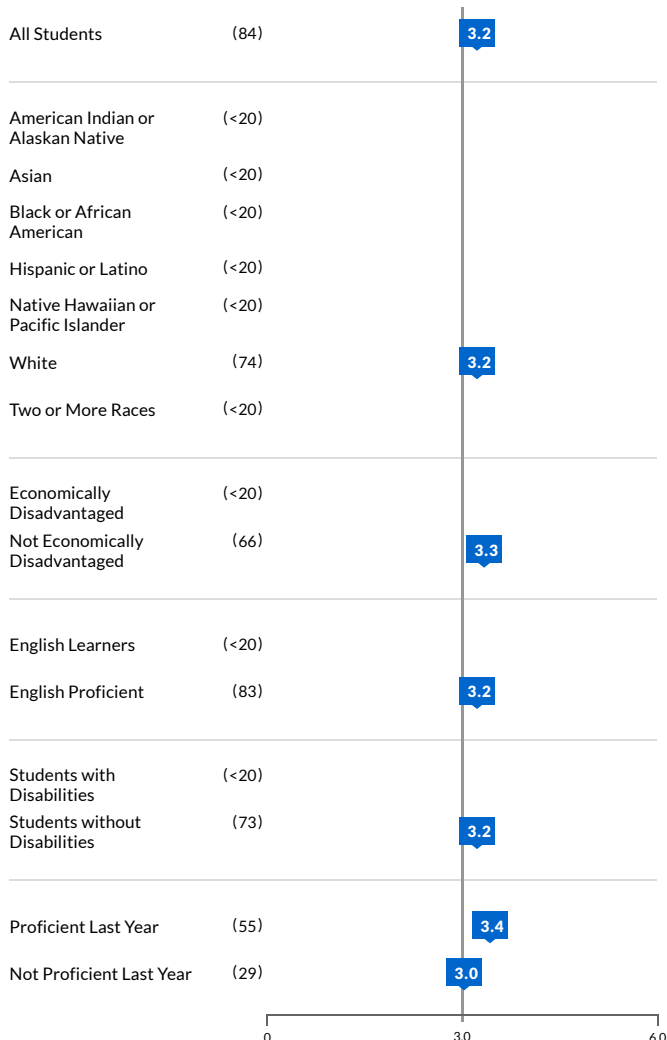 All Students (84) 3.2
American Indian or (<20)
Alaskan Native
Asian (<20)
Black or African (<20)
American
Hispanic or Latino (<20)
Native Hawaiian or (<20)
Pacific Islander
White (74) 3.2
Two or More Races (<20)
Economically (<20)
Disadvantaged
Not Economically (66) 3.3
Disadvantaged
English Learners (<20)
English Proficient (83) 3.2
Students with (<20)
Disabilities
Students without (73) 3.2
Disabilities
Proficient Last Year (55) 3.4
Not Proficient Last Year (29) 3.0
0 3.0 6.0